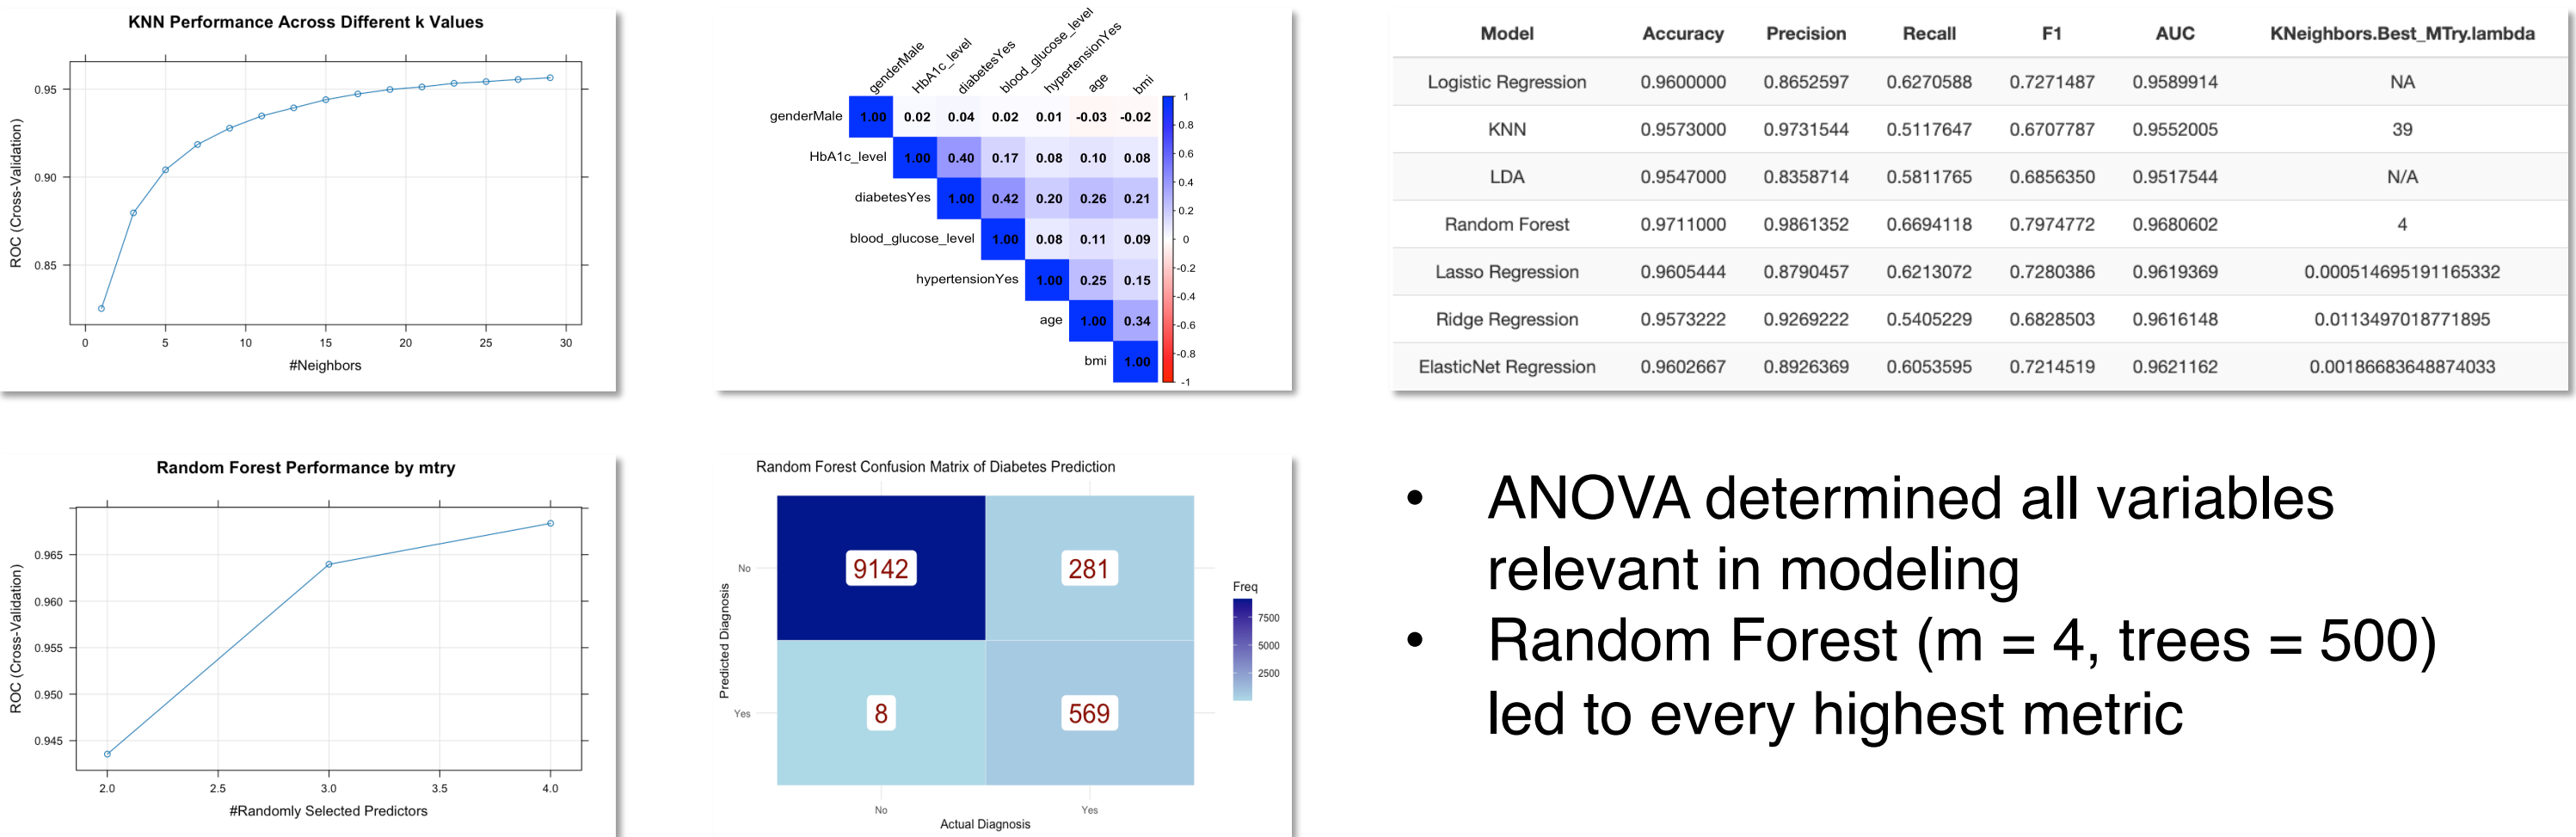 KNN Performance Across Different k Values
ROC (Cross-Validation)
0.95
0.90
0.85
0 5 10 15 20 25 30
#Neighbors
genderMale HbA1c_level diabetesYes blood_glucose_level hypertensionYes age bmi
genderMale 1.00 0.02 0.04 0.02 0.01 -0.03 -0.02
HbA1c_level 1.00 0.40 0.17 0.08 0.10 0.08
diabetesYes 1.00 0.42 0.20 0.26 0.21
blood_glucose_level 1.00 0.08 0.11 0.09
hypertensionYes 1.00 0.25 0.15
age 1.00 0.34
bmi 1.00
1
0.8
0.6
0.4
0.2
0
-0.2
-0.4
-0.6
-0.8
-1
Model Accuracy Precision Recall F1 AUC KNeighbors.Best_MTry.lambda
Logistic Regression 0.9600000 0.8652597 0.6270588 0.7271487 0.9589914 NA
KNN 0.9573000 0.9731544 0.5117647 0.6707787 0.9552005 39
LDA 0.9547000 0.8358714 0.5811765 0.6856350 0.9517544 N/A
Random Forest 0.9711000 0.9861352 0.6694118 0.7974772 0.9680602 4
Lasso Regression 0.9605444 0.8790457 0.6213072 0.7280386 0.9619369 0.000514695191165332
Ridge Regression 0.9573222 0.9269222 0.5405229 0.6828503 0.9616148 0.0113497018771895
ElasticNet Regression 0.9602667 0.8926369 0.6053595 0.7214519 0.9621162 0.00186683648874033
Random Forest Performance by mtry
ROC (Cross-Validation)
0.965
0.960
0.955
0.950
0.945
2.0 2.5 3.0 3.5 4.0
#Randomly Selected Predictors
Random Forest Confusion Matrix of Diabetes Prediction
Predicted Diagnosis
No 9142 281
Yes 8 569
No Yes
Actual Diagnosis
Freq
7500
5000
2500
• ANOVA determined all variables
relevant in modeling
• Random Forest (m = 4, trees = 500)
led to every highest metric